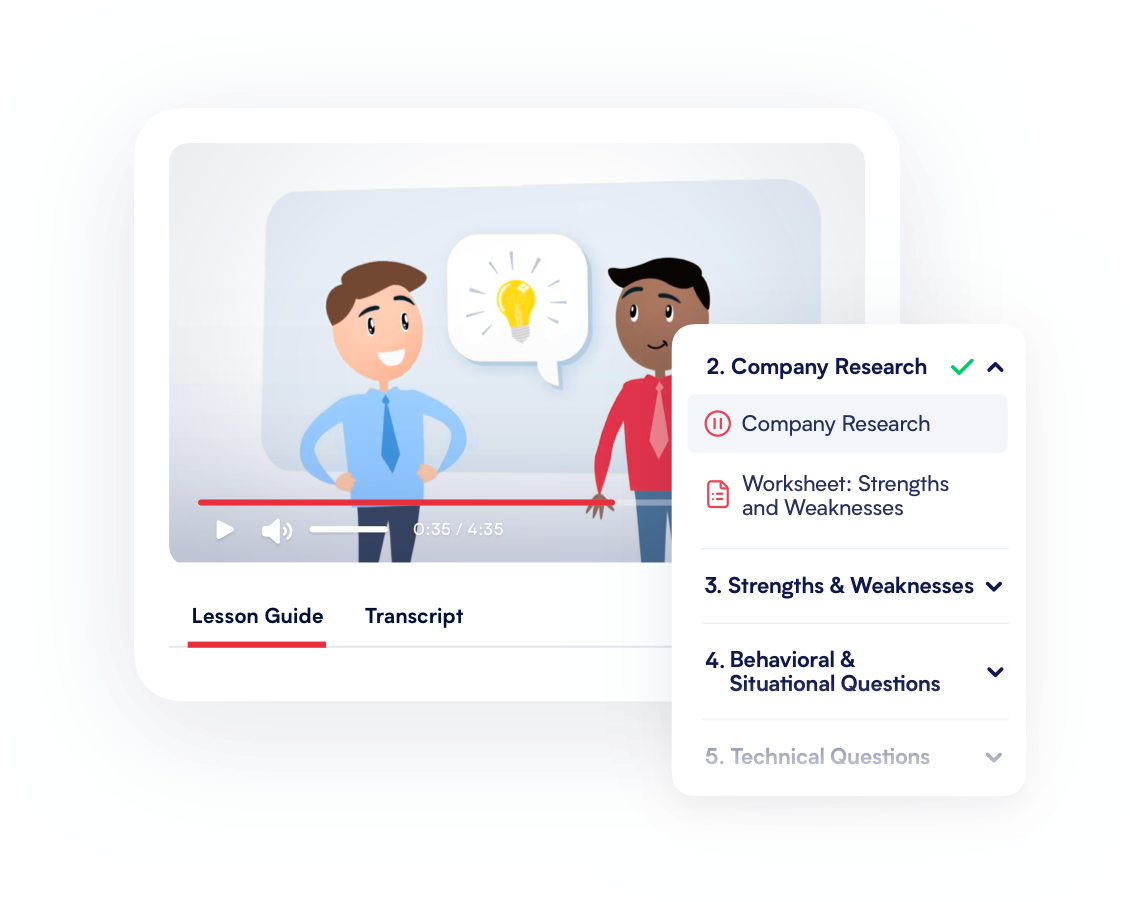 0:35 / 4:35
Lesson Guide
Transcript
2. Company Research
Company Research
Worksheet: Strengths
and Weaknesses
3. Strengths & Weaknesses
4. Behavioral &
Situational Questions
5. Technical Questions